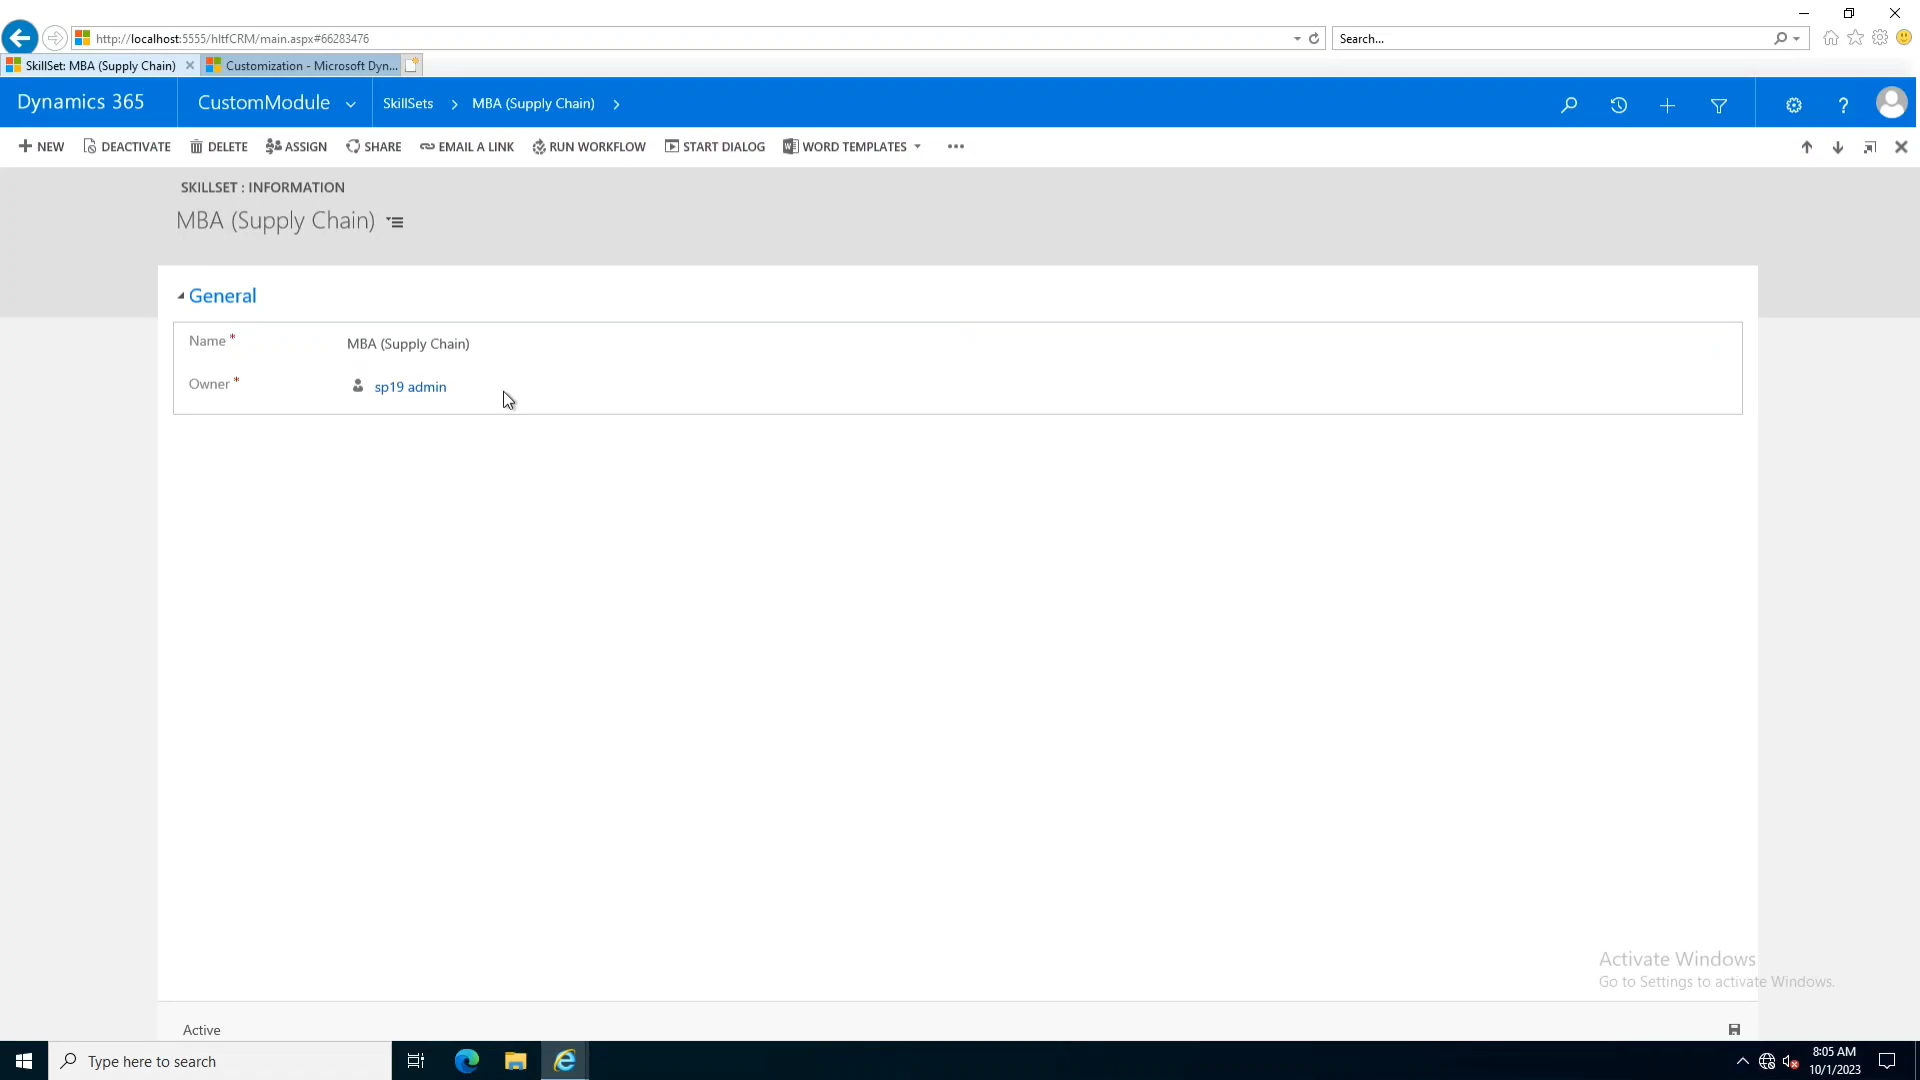 http://localhost:5555/hltfCRM/main.aspx#66283476
Search...
SkillSet: MBA (Supply Chain)
Customization - Microsoft Dyn...
Dynamics 365
CustomModule
SkillSets
MBA (Supply Chain)
NEW
DEACTIVATE
DELETE
ASSIGN
SHARE
EMAIL A LINK
RUN WORKFLOW
START DIALOG
WORD TEMPLATES
SKILLSET : INFORMATION
MBA (Supply Chain)
General
Name *
MBA (Supply Chain)
Owner *
sp19 admin
Activate Windows
Go to Settings to activate Windows.
Active
Type here to search
8:05 AM
10/1/2023